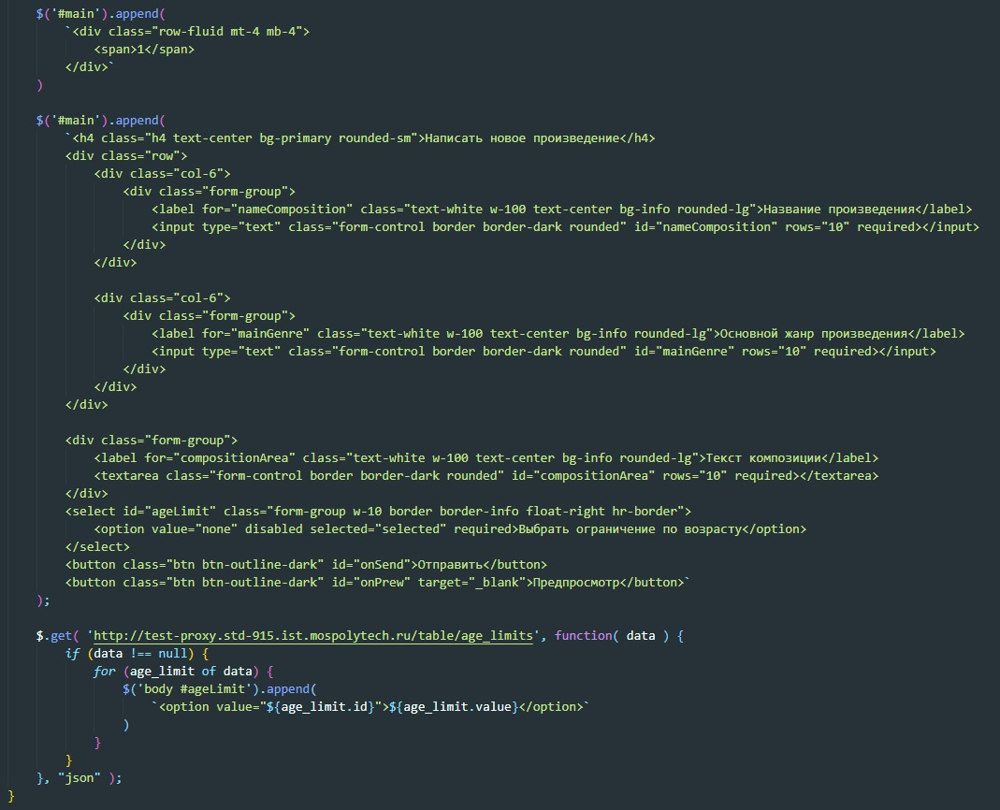 $('#main').append(
`<div class="row-fluid mt-4 mb-4">
<span>1</span>
</div>`
)
$('#main').append(
`<h4 class="h4 text-center bg-primary rounded-sm">Написать новое произведение</h4>
<div class="row">
<div class="col-6">
<div class="form-group">
<label for="nameComposition" class="text-white w-100 text-center bg-info rounded-lg">Название произведения</label>
<input type="text" class="form-control border border-dark rounded" id="nameComposition" rows="10" required></input>
</div>
</div>
<div class="col-6">
<div class="form-group">
<label for="mainGenre" class="text-white w-100 text-center bg-info rounded-lg">Основной жанр произведения</label>
<input type="text" class="form-control border border-dark rounded" id="mainGenre" rows="10" required></input>
</div>
</div>
</div>
<div class="form-group">
<label for="compositionArea" class="text-white w-100 text-center bg-info rounded-lg">Текст композиции</label>
<textarea class="form-control border border-dark rounded" id="compositionArea" rows="10" required></textarea>
</div>
<select id="ageLimit" class="form-group w-10 border border-info float-right hr-border">
<option value="none" disabled selected="selected" required>Выбрать ограничение по возрасту</option>
</select>
<button class="btn btn-outline-dark" id="onSend">Отправить</button>
<button class="btn btn-outline-dark" id="onPrew" target="_blank">Предпросмотр</button>`
);
$.get( 'http://test-proxy.std-915.ist.mospolytech.ru/table/age_limits', function( data ) {
if (data !== null) {
for (age_limit of data) {
$('body #ageLimit').append(
`<option value="${age_limit.id}">${age_limit.value}</option>`
)
}
}
}, "json" );
}